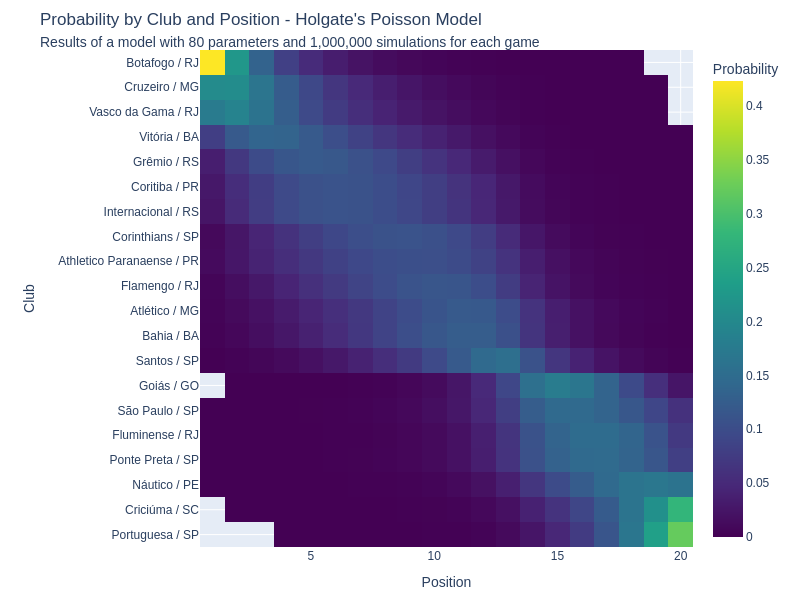 Probability by Club and Position - Holgate's Poisson Model
Results of a model with 80 parameters and 1,000,000 simulations for each game
Probability
Botafogo / RJ
Cruzeiro / MG
Vasco da Gama / RJ
Vitória / BA
Grêmio / RS
Coritiba / PR
Internacional / RS
Corinthians / SP
Athletico Paranaense / PR
Flamengo / RJ
Atlético / MG
Bahia / BA
Santos / SP
Goiás / GO
São Paulo / SP
Fluminense / RJ
Ponte Preta / SP
Náutico / PE
Criciúma / SC
Portuguesa / SP
Club
5
10
15
20
Position
0.4
0.35
0.3
0.25
0.2
0.15
0.1
0.05
0